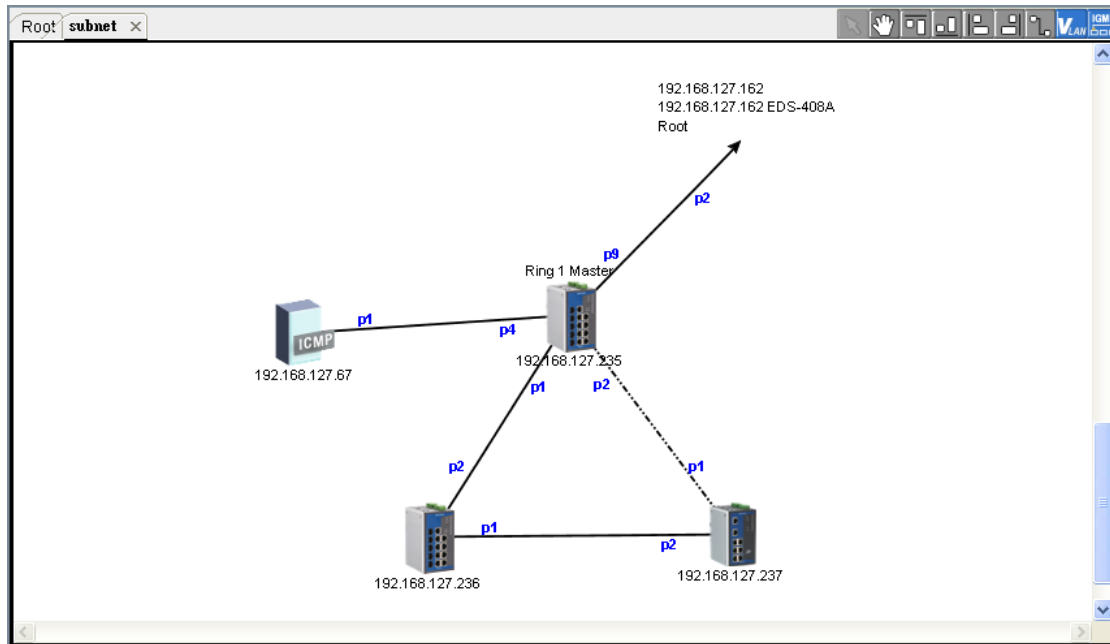 Root subnet
VLAN IGM
192.168.127.162
192.168.127.162 EDS-408A
Root
p2
p9
Ring 1 Master
p1
p4
ICMP
192.168.127.235
192.168.127.67
p1
p2
p2
p1
p1
p2
192.168.127.236
192.168.127.237